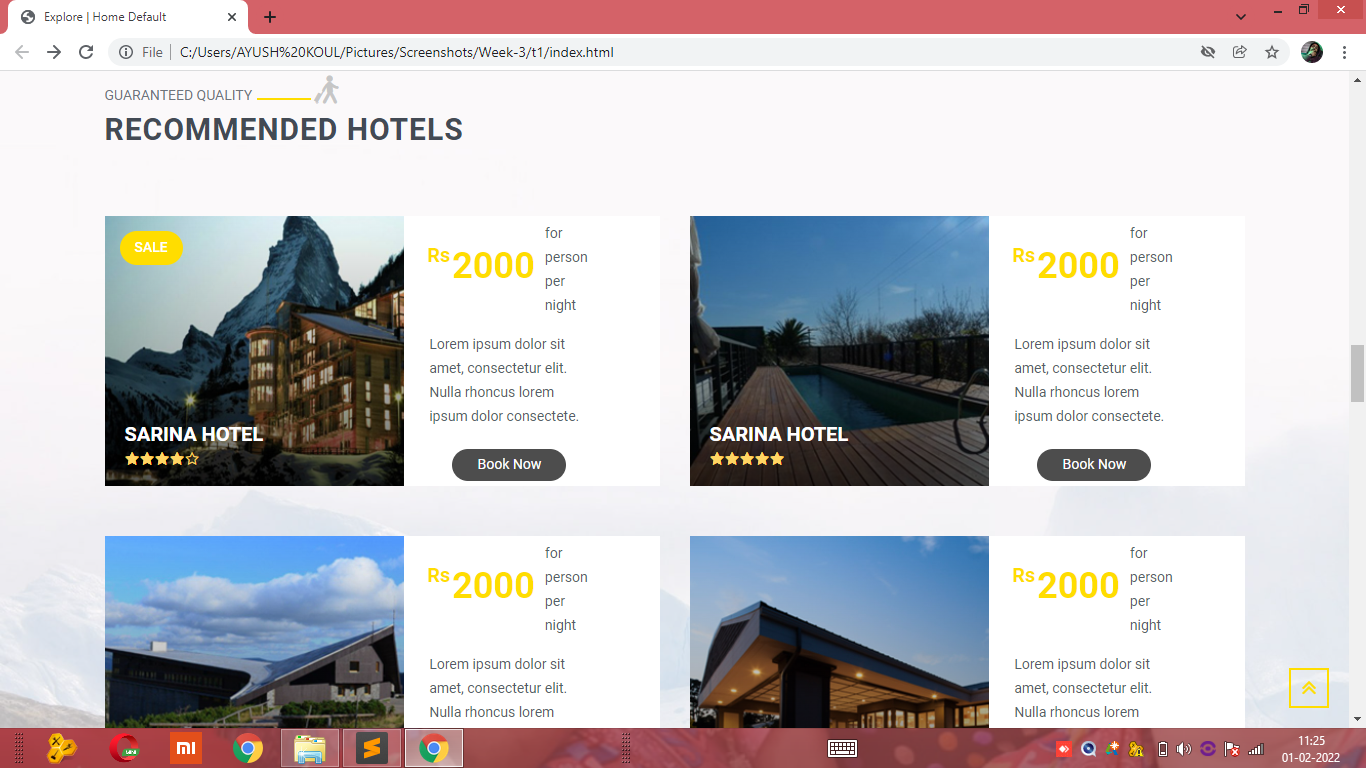 Explore | Home Default
File | C:/Users/AYUSH%20KOUL/Pictures/Screenshots/Week-3/t1/index.html
GUARANTEED QUALITY
RECOMMENDED HOTELS
SALE
SARINA HOTEL
Rs 2000
for
person
per
night
Lorem ipsum dolor sit
amet, consectetur elit.
Nulla rhoncus lorem
ipsum dolor consectete.
Book Now
SARINA HOTEL
Rs 2000
for
person
per
night
Lorem ipsum dolor sit
amet, consectetur elit.
Nulla rhoncus lorem
ipsum dolor consectete.
Book Now
Rs 2000
for
person
per
night
Lorem ipsum dolor sit
amet, consectetur elit.
Nulla rhoncus lorem
Rs 2000
for
person
per
night
Lorem ipsum dolor sit
amet, consectetur elit.
Nulla rhoncus lorem
mi
11:25
01-02-2022